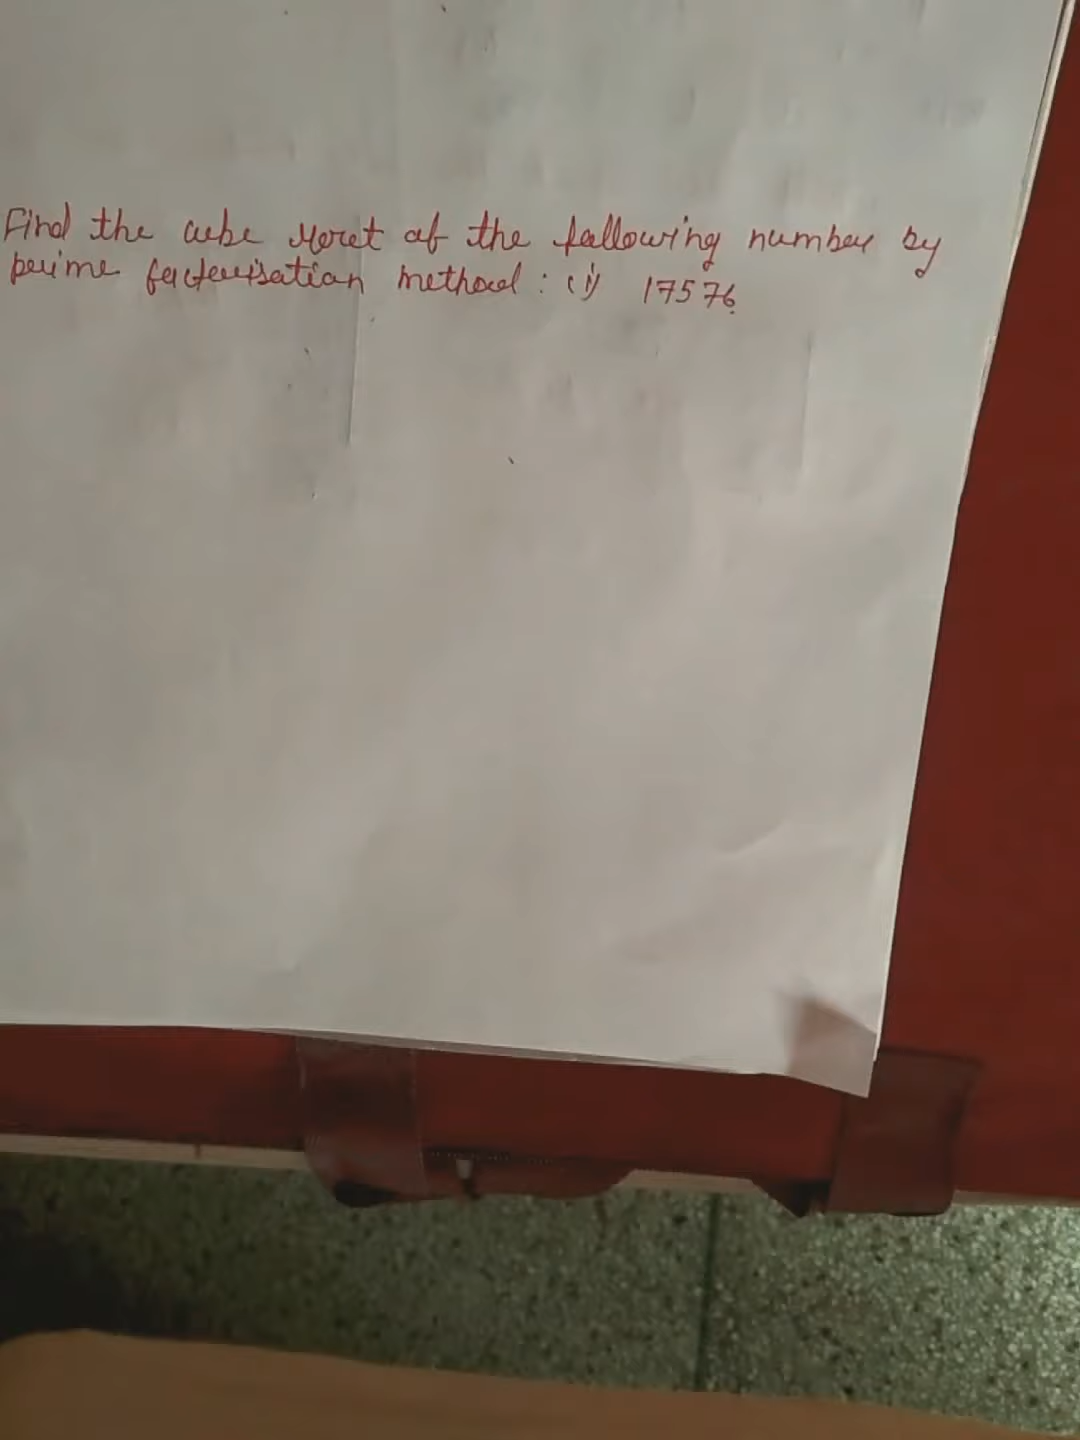 Find the cube root of the following number by
prime factorisation method : (i) 17576.